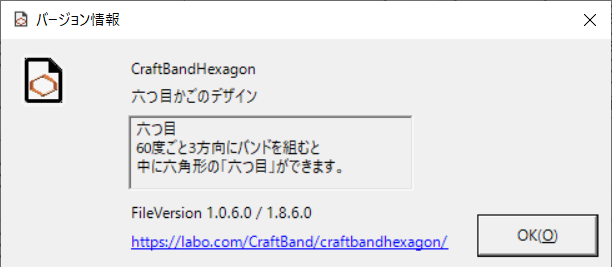 バージョン情報
CraftBandHexagon
六つ目かごのデザイン
六つ目
60度ごと3方向にバンドを組むと
中に六角形の「六つ目」ができます。
FileVersion 1.0.6.0 / 1.8.6.0
https://labo.com/CraftBand/craftbandhexagon/
OK(O)